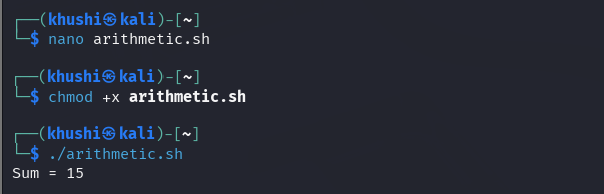 ┌──(khushi㉿kali)-[~]
└─$ nano arithmetic.sh
┌──(khushi㉿kali)-[~]
└─$ chmod +x arithmetic.sh
┌──(khushi㉿kali)-[~]
└─$ ./arithmetic.sh
Sum = 15